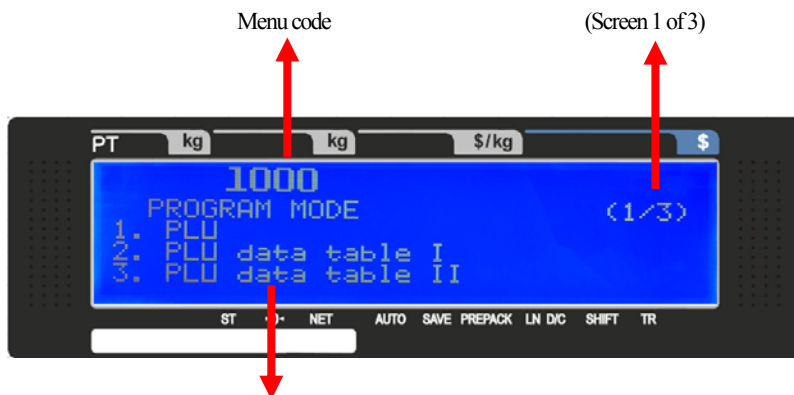 Menu code (Screen 1 of 3)
PT kg kg $/kg $
1000
PROGRAM MODE (1/3)
1. PLU
2. PLU data table I
3. PLU data table II
ST NET AUTO SAVE PREPACK LN D/C SHIFT TR